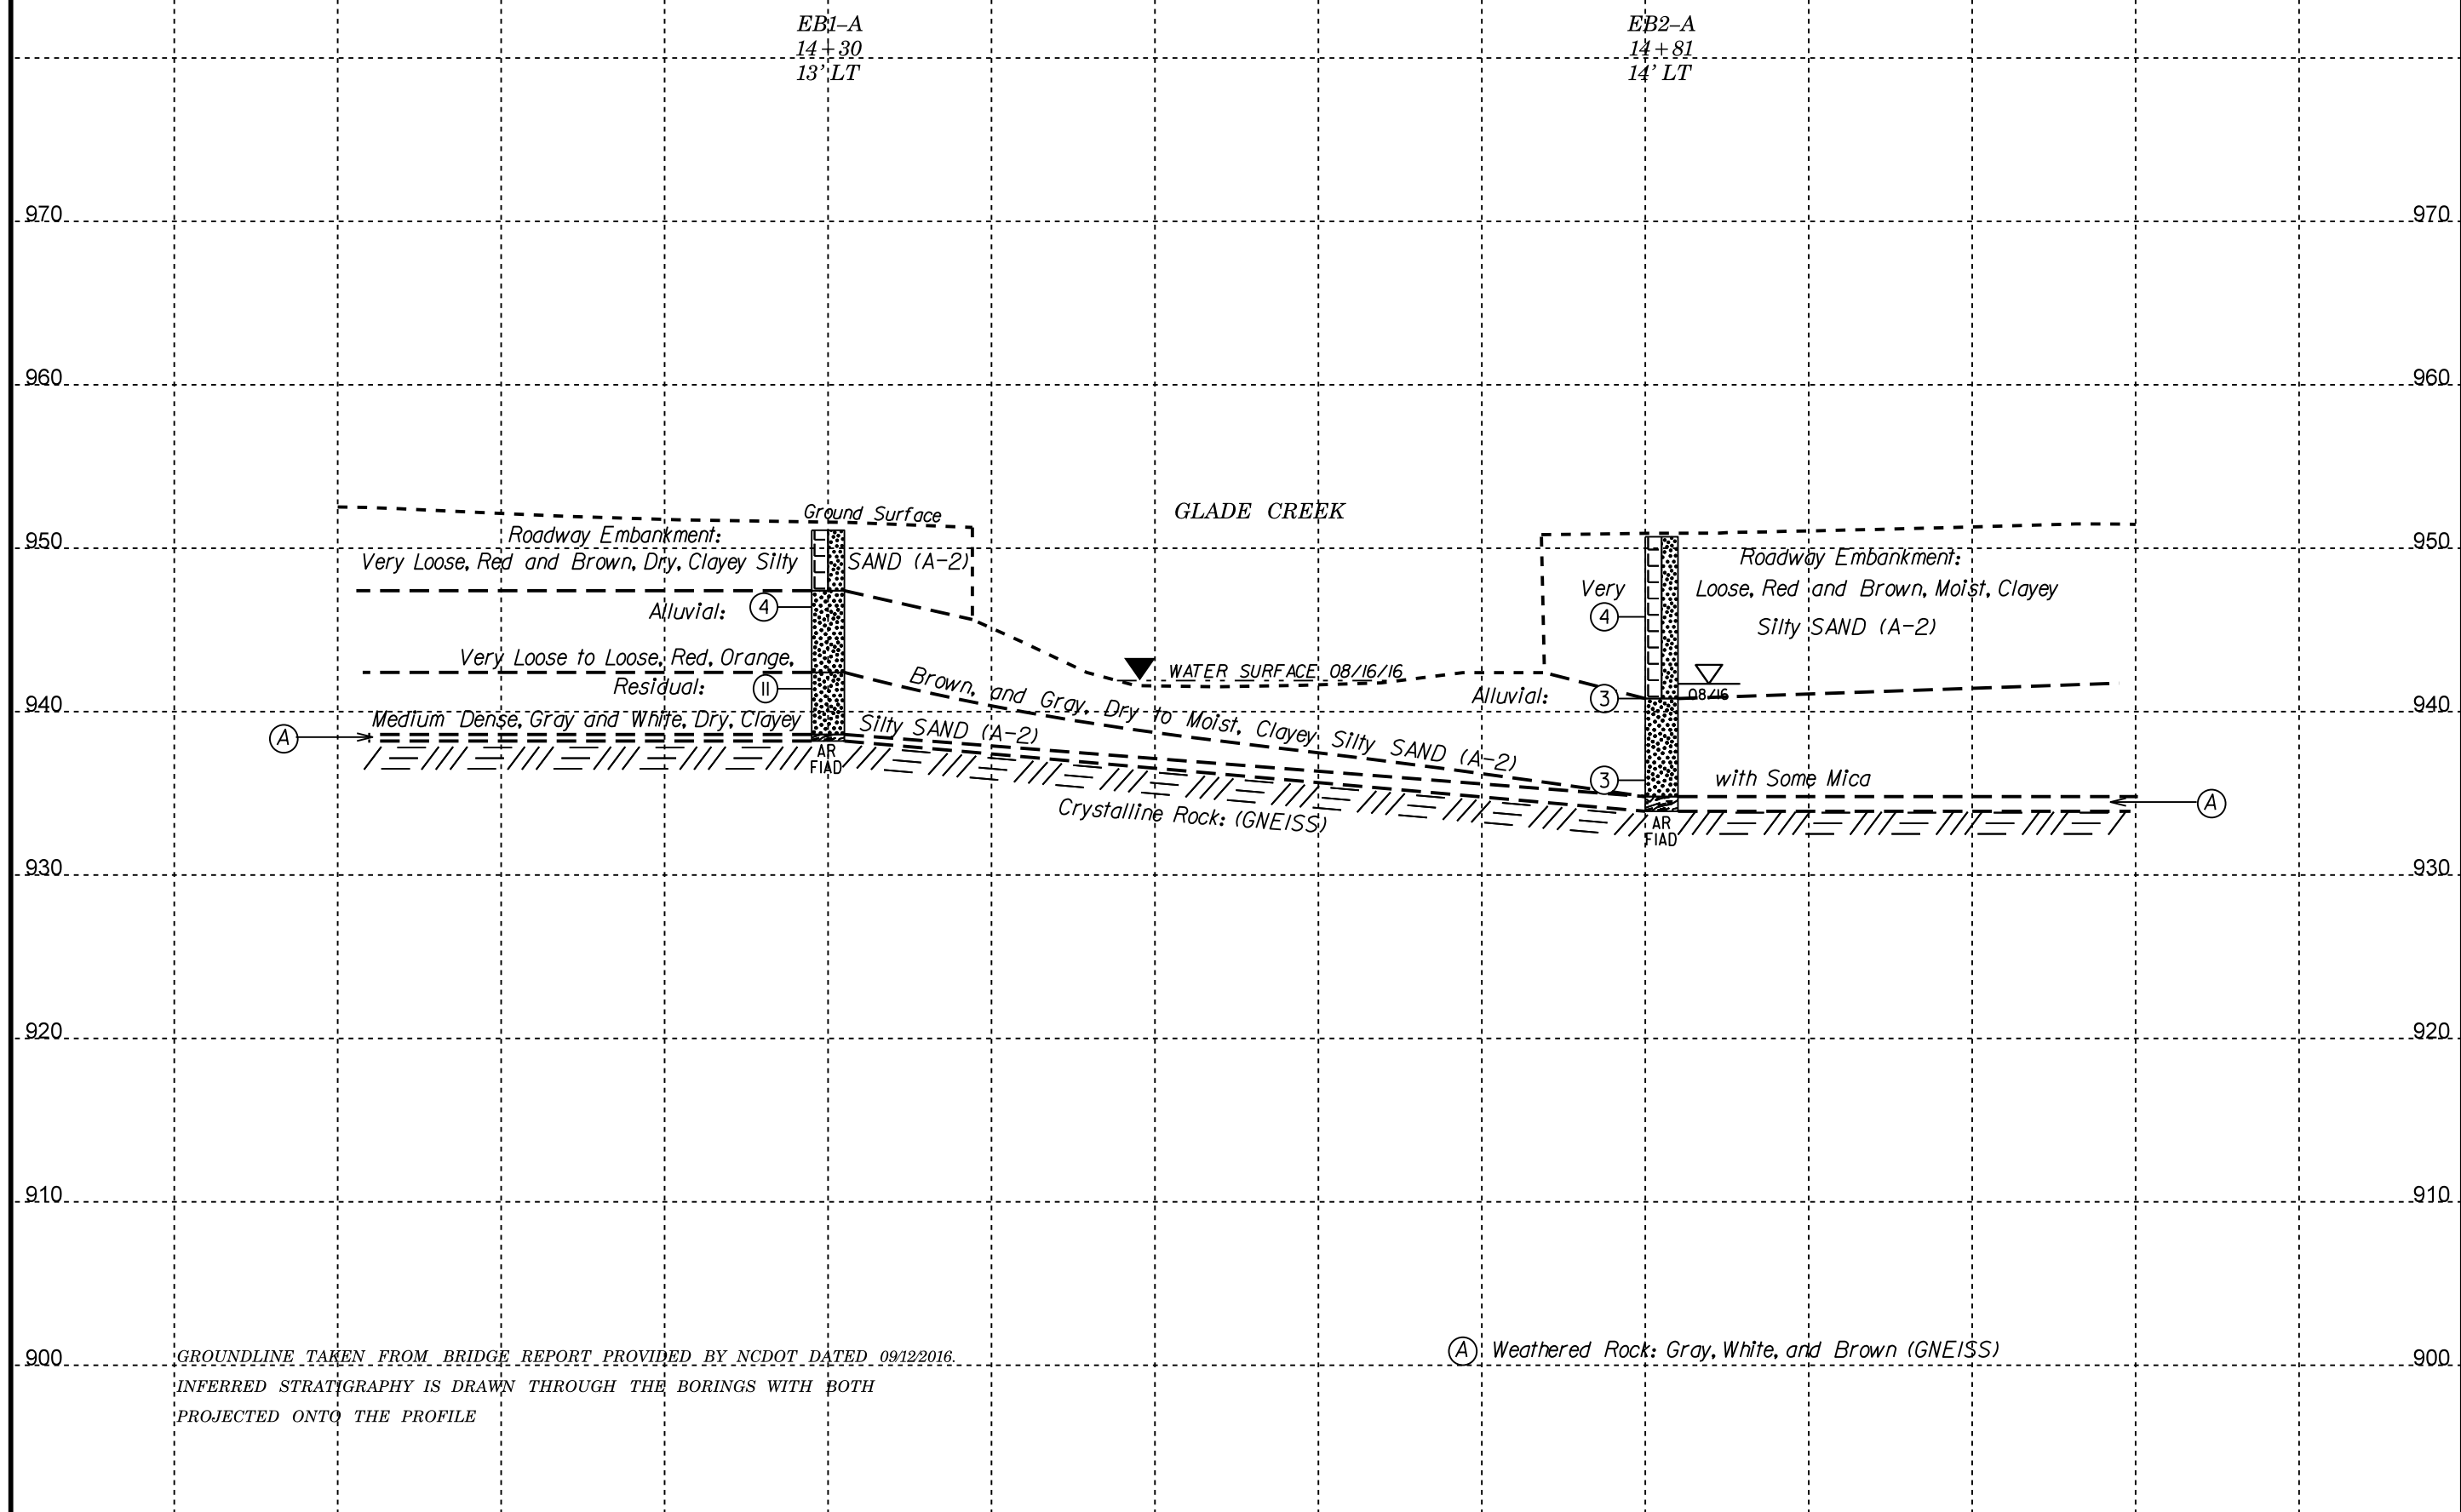 EB1-A
14+30
13' LT
EB2-A
14+81
14' LT
970
970
960
960
Ground Surface
GLADE CREEK
Roadway Embankment:
950
950
Very Loose, Red and Brown, Dry, Clayey Silty SAND (A-2)
Roadway Embankment:
Very Loose, Red and Brown, Moist, Clayey
4
Silty SAND (A-2)
Alluvial: 4
Very Loose to Loose, Red, Orange,
Brown, and Gray, Dry to Moist, Clayey Silty SAND (A-2)
WATER SURFACE 08/16/16
Residual: 11
Alluvial: 3
08/16
940
940
Medium Dense, Gray and White, Dry, Clayey Silty SAND (A-2)
A
AR
FIAD
3
with Some Mica
A
Crystalline Rock: (GNEISS)
AR
FIAD
930
930
920
920
910
910
900
900
GROUNDLINE TAKEN FROM BRIDGE REPORT PROVIDED BY NCDOT DATED 09/12/2016.
INFERRED STRATIGRAPHY IS DRAWN THROUGH THE BORINGS WITH BOTH
PROJECTED ONTO THE PROFILE
A Weathered Rock: Gray, White, and Brown (GNEISS)